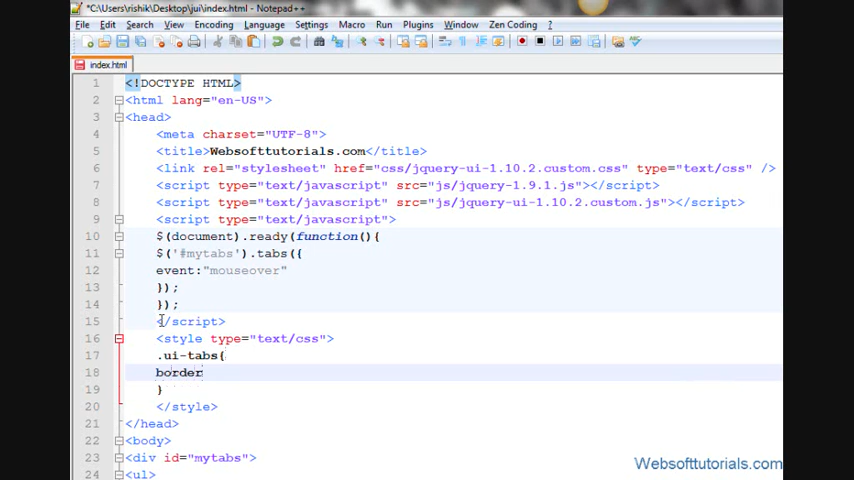 *C:\Users\rishik\Desktop\jui\index.html - Notepad++
File Edit Search View Encoding Language Settings Macro Run Plugins Window Zen Coding ?
index.html
1 <!DOCTYPE HTML>
2 <html lang="en-US">
3 <head>
4 <meta charset="UTF-8">
5 <title>Websofttutorials.com</title>
6 <link rel="stylesheet" href="css/jquery-ui-1.10.2.custom.css" type="text/css" />
7 <script type="text/javascript" src="js/jquery-1.9.1.js"></script>
8 <script type="text/javascript" src="js/jquery-ui-1.10.2.custom.js"></script>
9 <script type="text/javascript">
10 $(document).ready(function(){
11 $('#mytabs').tabs({
12 event:"mouseover"
13 });
14 });
15 </script>
16 <style type="text/css">
17 .ui-tabs{
18 border
19 }
20 </style>
21 </head>
22 <body>
23 <div id="mytabs">
24 <ul>
Websofttutorials.com